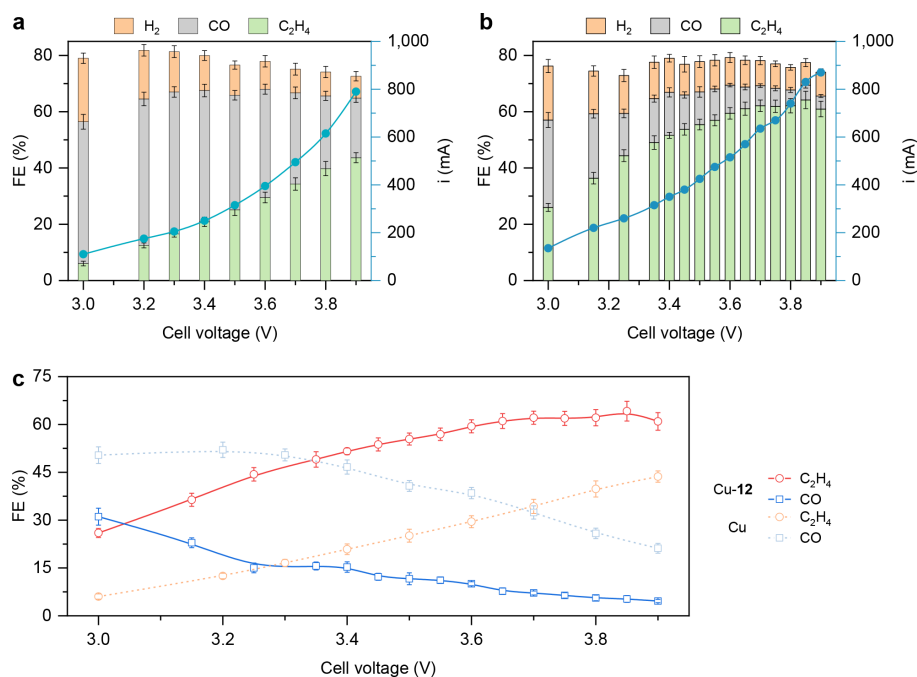 a
H₂ CO C₂H₄
80
60
40
20
0
FE (%)
1,000
800
600
400
200
0
i (mA)
3.0 3.2 3.4 3.6 3.8
Cell voltage (V)
b
H₂ CO C₂H₄
80
60
40
20
0
FE (%)
1,000
800
600
400
200
0
i (mA)
3.0 3.2 3.4 3.6 3.8
Cell voltage (V)
c
75
60
45
30
15
0
FE (%)
3.0 3.2 3.4 3.6 3.8
Cell voltage (V)
Cu-12
C₂H₄
CO
Cu
C₂H₄
CO